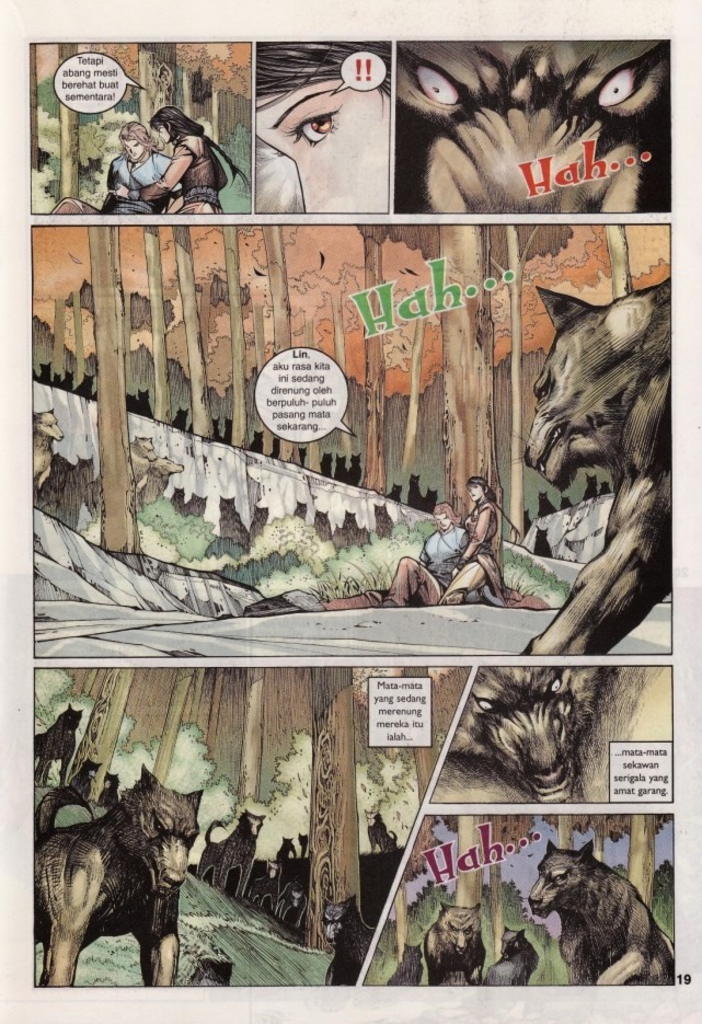 Tetapi
abang mesti
berehat buat
sementara!
!!
Hah...
Hah...
Lin,
aku rasa kita
ini sedang
direnung oleh
berpuluh- puluh
pasang mata
sekarang...
Mata-mata
yang sedang
merenung
mereka itu
ialah...
...mata-mata
sekawan
serigala yang
amat garang.
Hah...
19